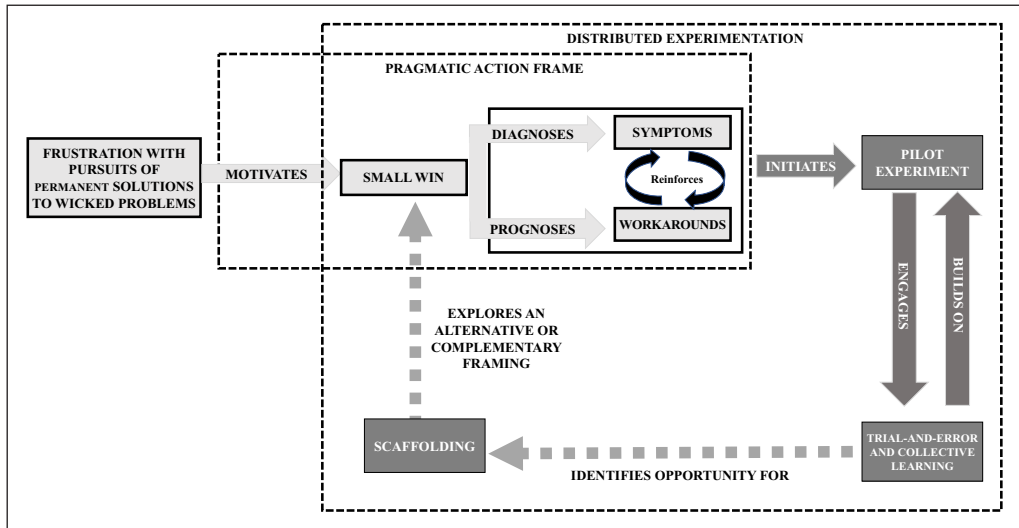 DISTRIBUTED EXPERIMENTATION
PRAGMATIC ACTION FRAME
FRUSTRATION WITH
PURSUITS OF
PERMANENT SOLUTIONS
TO WICKED PROBLEMS
MOTIVATES
SMALL WIN
DIAGNOSES
SYMPTOMS
Reinforces
PROGNOSES
WORKAROUNDS
INITIATES
PILOT
EXPERIMENT
ENGAGES
BUILDS ON
EXPLORES AN
ALTERNATIVE OR
COMPLEMENTARY
FRAMING
SCAFFOLDING
IDENTIFIES OPPORTUNITY FOR
TRIAL-AND-ERROR
AND COLLECTIVE
LEARNING